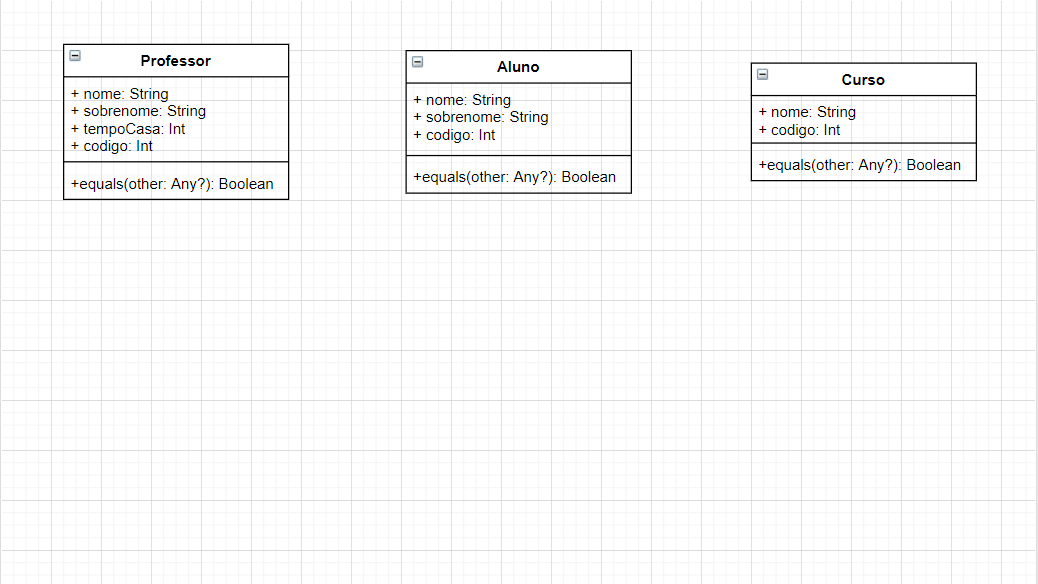 Professor
+ nome: String
+ sobrenome: String
+ tempoCasa: Int
+ codigo: Int
+equals(other: Any?): Boolean
Aluno
+ nome: String
+ sobrenome: String
+ codigo: Int
+equals(other: Any?): Boolean
Curso
+ nome: String
+ codigo: Int
+equals(other: Any?): Boolean